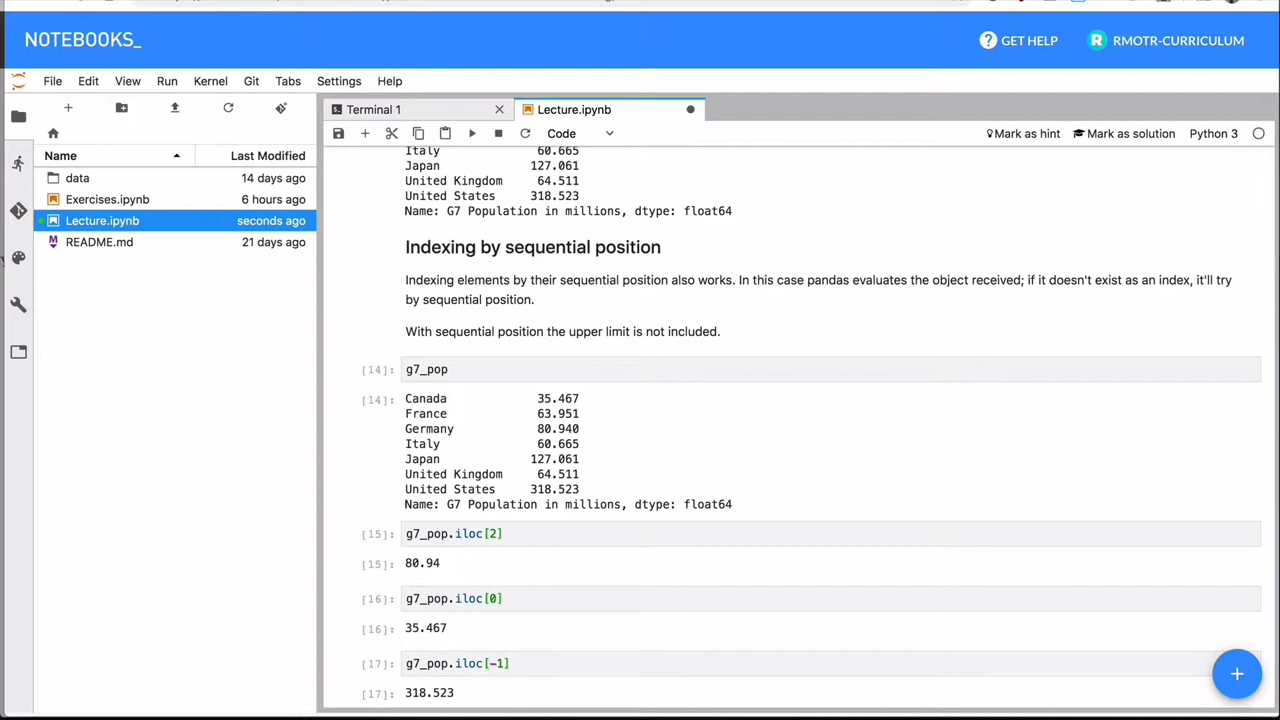 NOTEBOOKS_
GET HELP
R RMOTR-CURRICULUM
File Edit View Run Kernel Git Tabs Settings Help
Terminal 1
Lecture.ipynb
Code
Mark as hint
Mark as solution
Python 3
Name Last Modified
data 14 days ago
Exercises.ipynb 6 hours ago
Lecture.ipynb seconds ago
README.md 21 days ago
Italy 60.665
Japan 127.061
United Kingdom 64.511
United States 318.523
Name: G7 Population in millions, dtype: float64
Indexing by sequential position
Indexing elements by their sequential position also works. In this case pandas evaluates the object received; if it doesn't exist as an index, it'll try
by sequential position.
With sequential position the upper limit is not included.
[14]: g7_pop
[14]: Canada 35.467
France 63.951
Germany 80.940
Italy 60.665
Japan 127.061
United Kingdom 64.511
United States 318.523
Name: G7 Population in millions, dtype: float64
[15]: g7_pop.iloc[2]
[15]: 80.94
[16]: g7_pop.iloc[0]
[16]: 35.467
[17]: g7_pop.iloc[-1]
[17]: 318.523